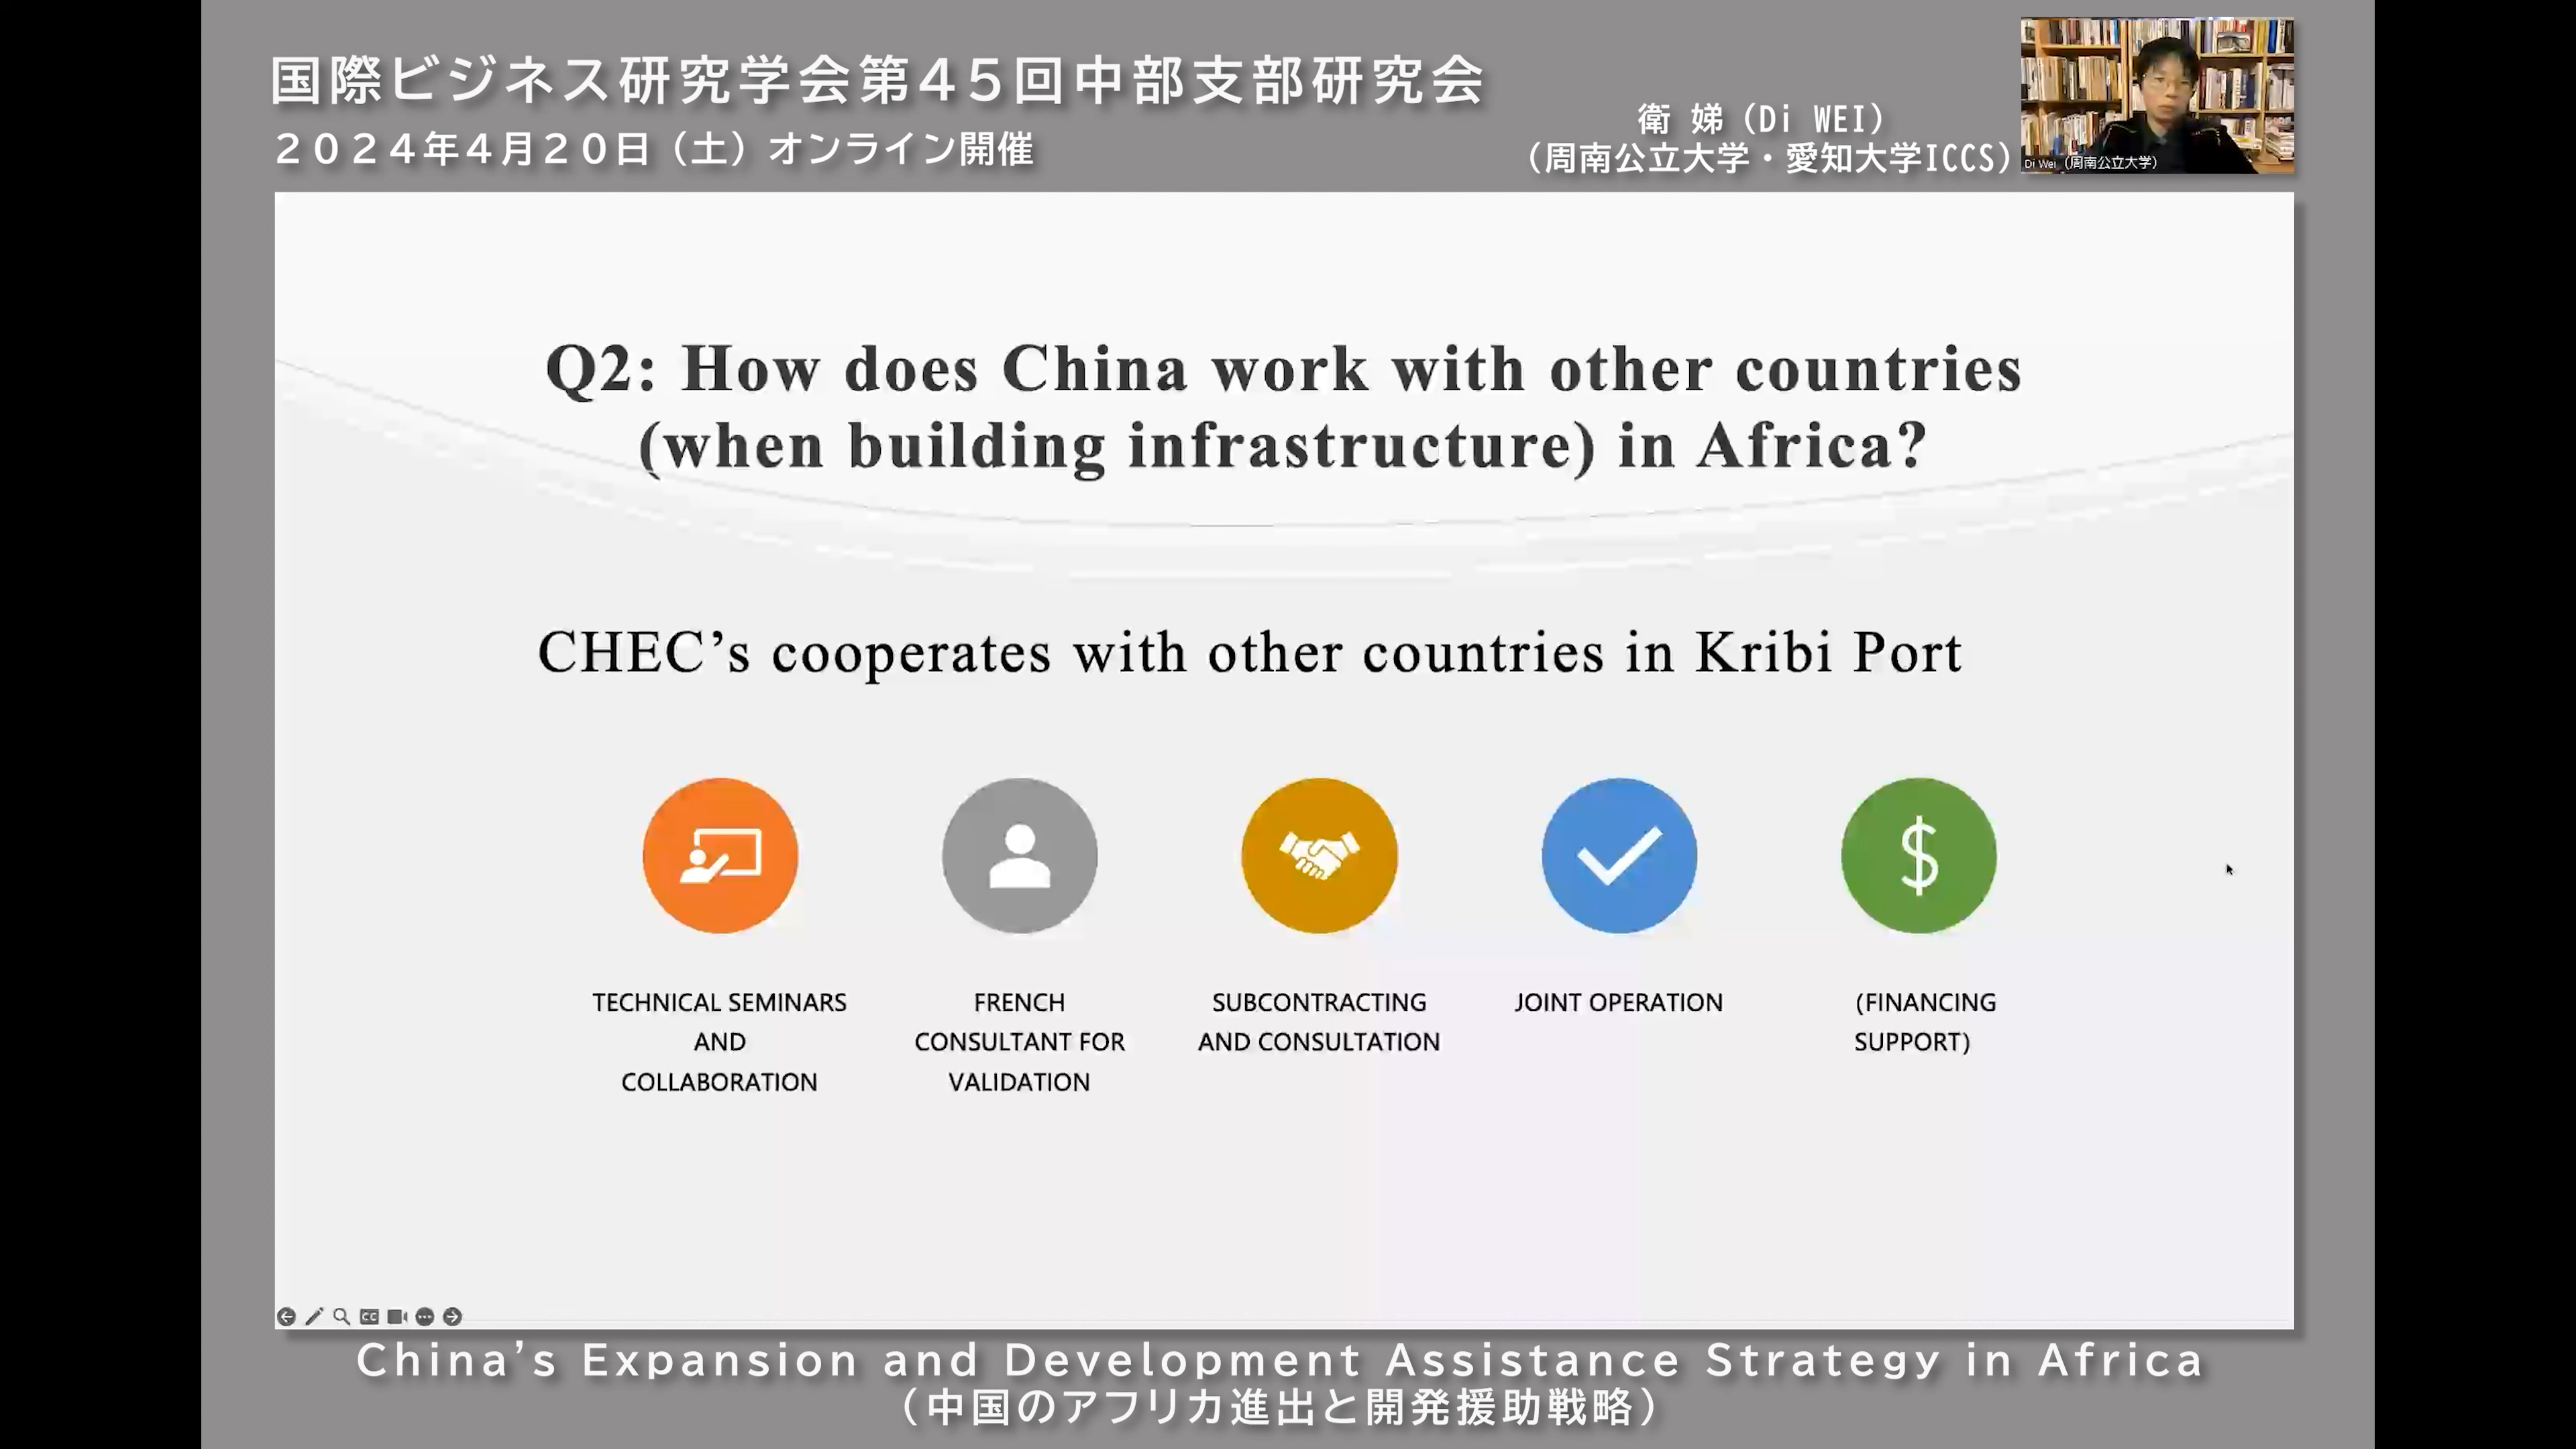 国際ビジネス研究学会第45回中部支部研究会
2024年4月20日（土）オンライン開催
衛 娣（Di WEI）
（周南公立大学・愛知大学ICCS）
Di Wei（周南公立大学）
Q2: How does China work with other countries
(when building infrastructure) in Africa?
CHEC's cooperates with other countries in Kribi Port
TECHNICAL SEMINARS
AND
COLLABORATION
FRENCH
CONSULTANT FOR
VALIDATION
SUBCONTRACTING
AND CONSULTATION
JOINT OPERATION
(FINANCING
SUPPORT)
CC
China's Expansion and Development Assistance Strategy in Africa
（中国のアフリカ進出と開発援助戦略）